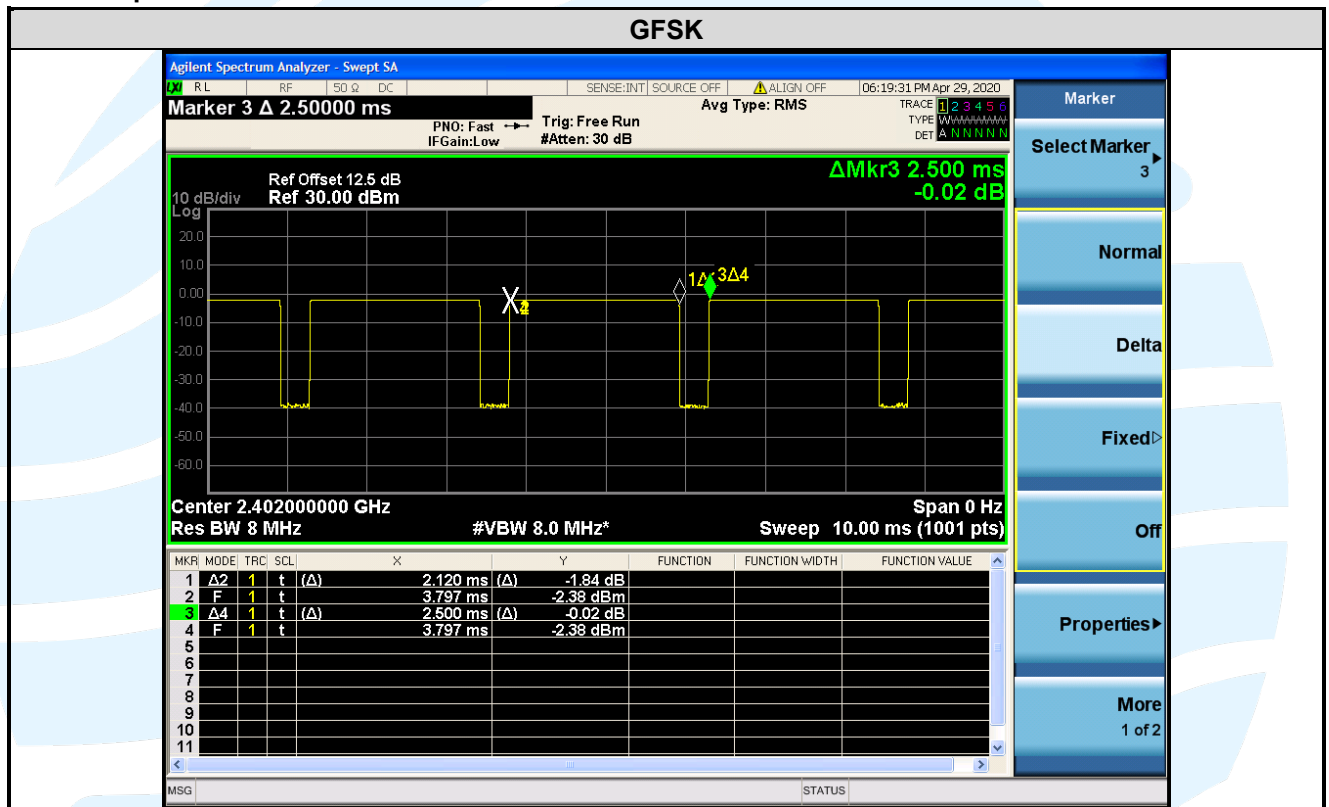 GFSK
Agilent Spectrum Analyzer - Swept SA
LXI RL RF 50 Ω DC SENSE:INT SOURCE OFF ALIGN OFF 06:19:31 PM Apr 29, 2020
Marker 3 Δ 2.50000 ms
PNO: Fast
IFGain:Low
Trig: Free Run
#Atten: 30 dB
Avg Type: RMS
TRACE 1 2 3 4 5 6
TYPE WWWWWW
DET A N N N N N
ΔMkr3 2.500 ms
-0.02 dB
Ref Offset 12.5 dB
10 dB/div Ref 30.00 dBm
Log
20.0
10.0
0.00
-10.0
-20.0
-30.0
-40.0
-50.0
-60.0
3Δ4
Center 2.402000000 GHz Span 0 Hz
Res BW 8 MHz #VBW 8.0 MHz* Sweep 10.00 ms (1001 pts)
MKR MODE TRC SCL X Y FUNCTION FUNCTION WIDTH FUNCTION VALUE
1 Δ2 1 t (Δ) 2.120 ms (Δ) -1.84 dB
2 F 1 t 3.797 ms -2.38 dBm
3 Δ4 1 t (Δ) 2.500 ms (Δ) -0.02 dB
4 F 1 t 3.797 ms -2.38 dBm
5
6
7
8
9
10
11
MSG STATUS
Marker
Select Marker
3
Normal
Delta
Fixed
Off
Properties
More
1 of 2